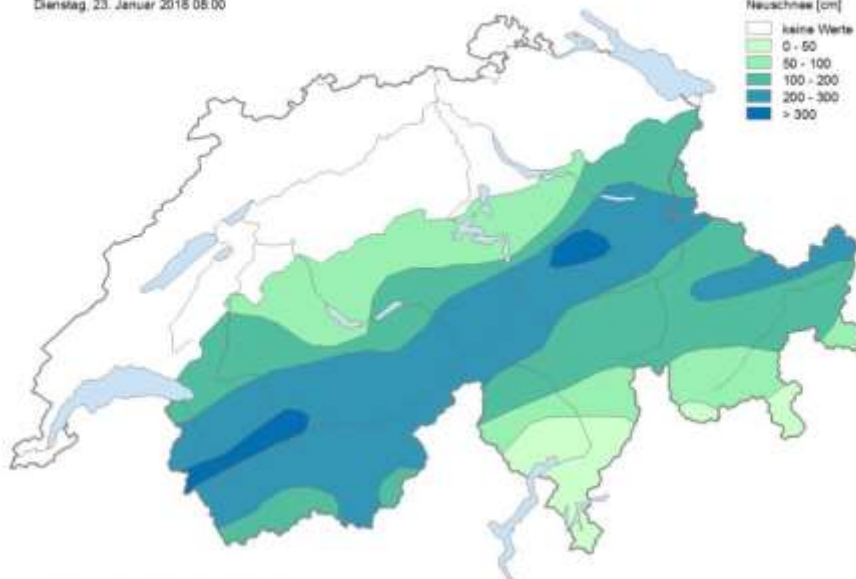 Dienstag, 23. Januar 2018 08:00
Neuschnee [cm]
keine Werte
0 - 50
50 - 100
100 - 200
200 - 300
> 300